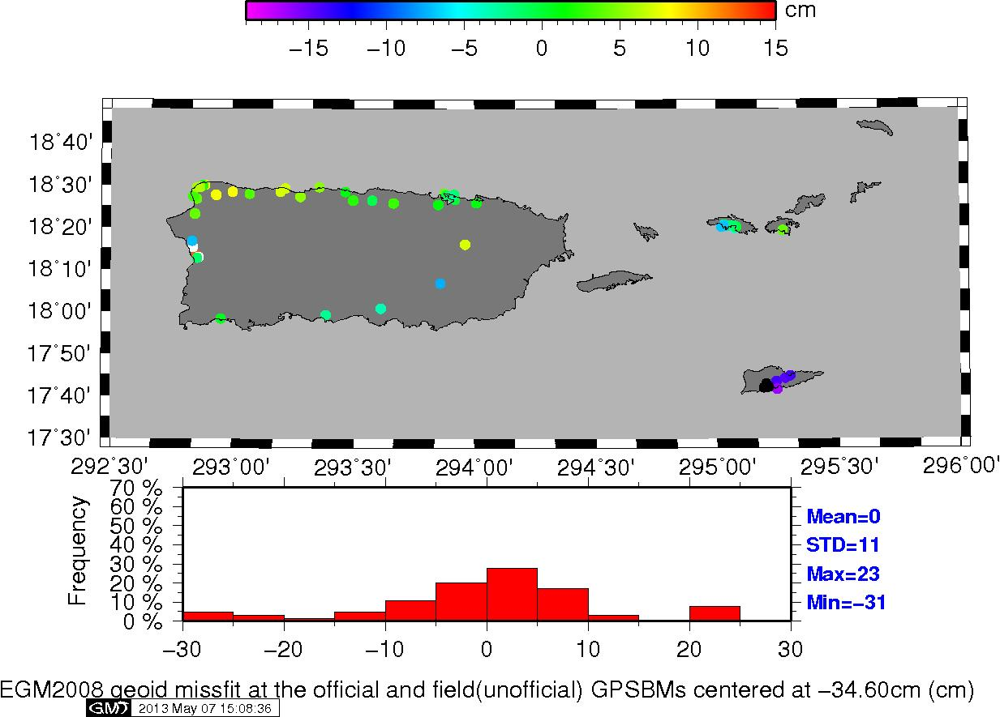 cm
−15 −10 −5 0 5 10 15
18˚40'
18˚30'
18˚20'
18˚10'
18˚00'
17˚50'
17˚40'
17˚30'
292˚30' 293˚00' 293˚30' 294˚00' 294˚30' 295˚00' 295˚30' 296˚00'
70 %
60 %
50 %
40 %
30 %
20 %
10 %
0 %
Frequency
Mean=0
STD=11
Max=23
Min=−31
−30 −20 −10 0 10 20 30
EGM2008 geoid missfit at the official and field(unofficial) GPSBMs centered at −34.60cm (cm)
GMT 2013 May 07 15:08:36